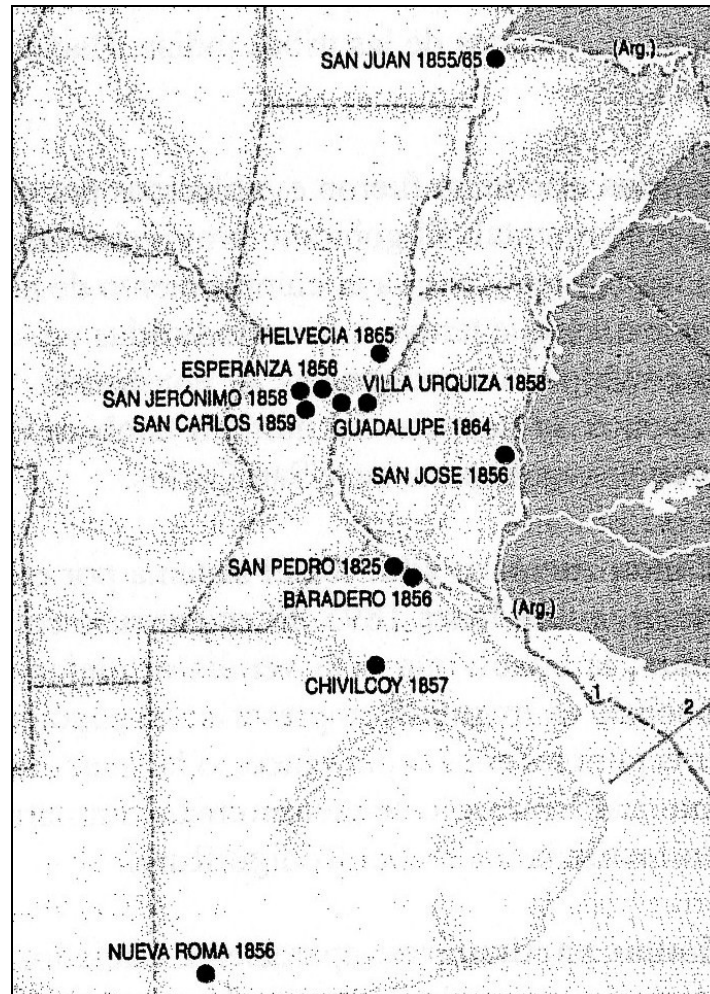 (Arg.)
SAN JUAN 1855/65
HELVECIA 1865
ESPERANZA 1856
SAN JERÓNIMO 1858
VILLA URQUIZA 1858
SAN CARLOS 1859
GUADALUPE 1864
SAN JOSE 1856
SAN PEDRO 1825
BARADERO 1856
(Arg.)
CHIVILCOY 1857
1
2
NUEVA ROMA 1856